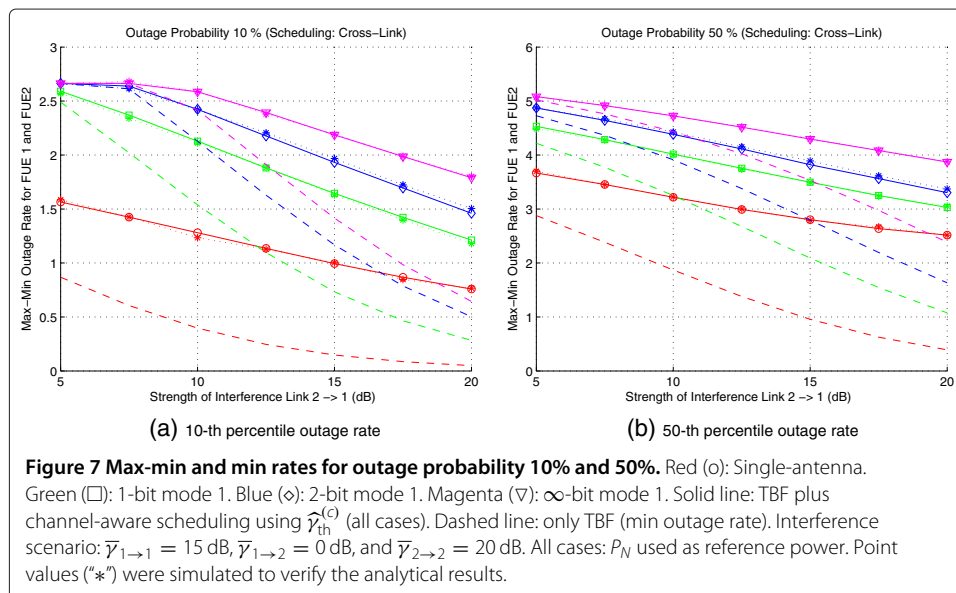 Outage Probability 10 % (Scheduling: Cross-Link)
3
2.5
2
1.5
1
0.5
0
5
10
15
20
Max-Min Outage Rate for FUE 1 and FUE2
Strength of Interference Link 2 -> 1 (dB)
(a) 10-th percentile outage rate
Outage Probability 50 % (Scheduling: Cross-Link)
6
5
4
3
2
1
0
5
10
15
20
Max-Min Outage Rate for FUE 1 and FUE2
Strength of Interference Link 2 -> 1 (dB)
(b) 50-th percentile outage rate
Figure 7 Max-min and min rates for outage probability 10% and 50%. Red (o): Single-antenna.
Green (□): 1-bit mode 1. Blue (⋄): 2-bit mode 1. Magenta (▽): ∞-bit mode 1. Solid line: TBF plus
channel-aware scheduling using γ̂_th^(c) (all cases). Dashed line: only TBF (min outage rate). Interference
scenario: γ̅_1→1 = 15 dB, γ̅_1→2 = 0 dB, and γ̅_2→2 = 20 dB. All cases: P_N used as reference power. Point
values (“∗”) were simulated to verify the analytical results.